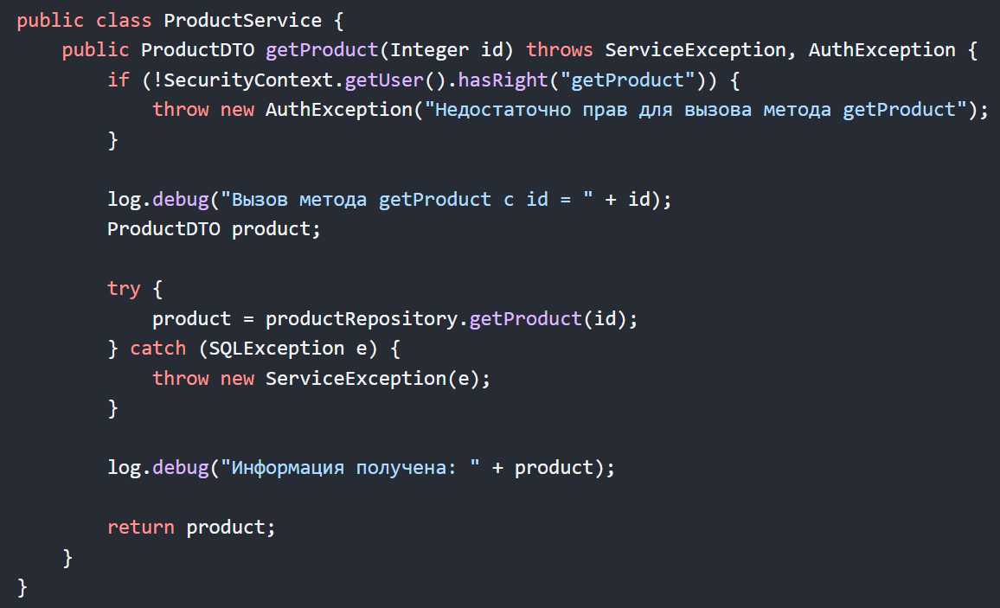 public class ProductService {
    public ProductDTO getProduct(Integer id) throws ServiceException, AuthException {
        if (!SecurityContext.getUser().hasRight("getProduct")) {
            throw new AuthException("Недостаточно прав для вызова метода getProduct");
        }
        log.debug("Вызов метода getProduct с id = " + id);
        ProductDTO product;
        try {
            product = productRepository.getProduct(id);
        } catch (SQLException e) {
            throw new ServiceException(e);
        }
        log.debug("Информация получена: " + product);
        return product;
    }
}